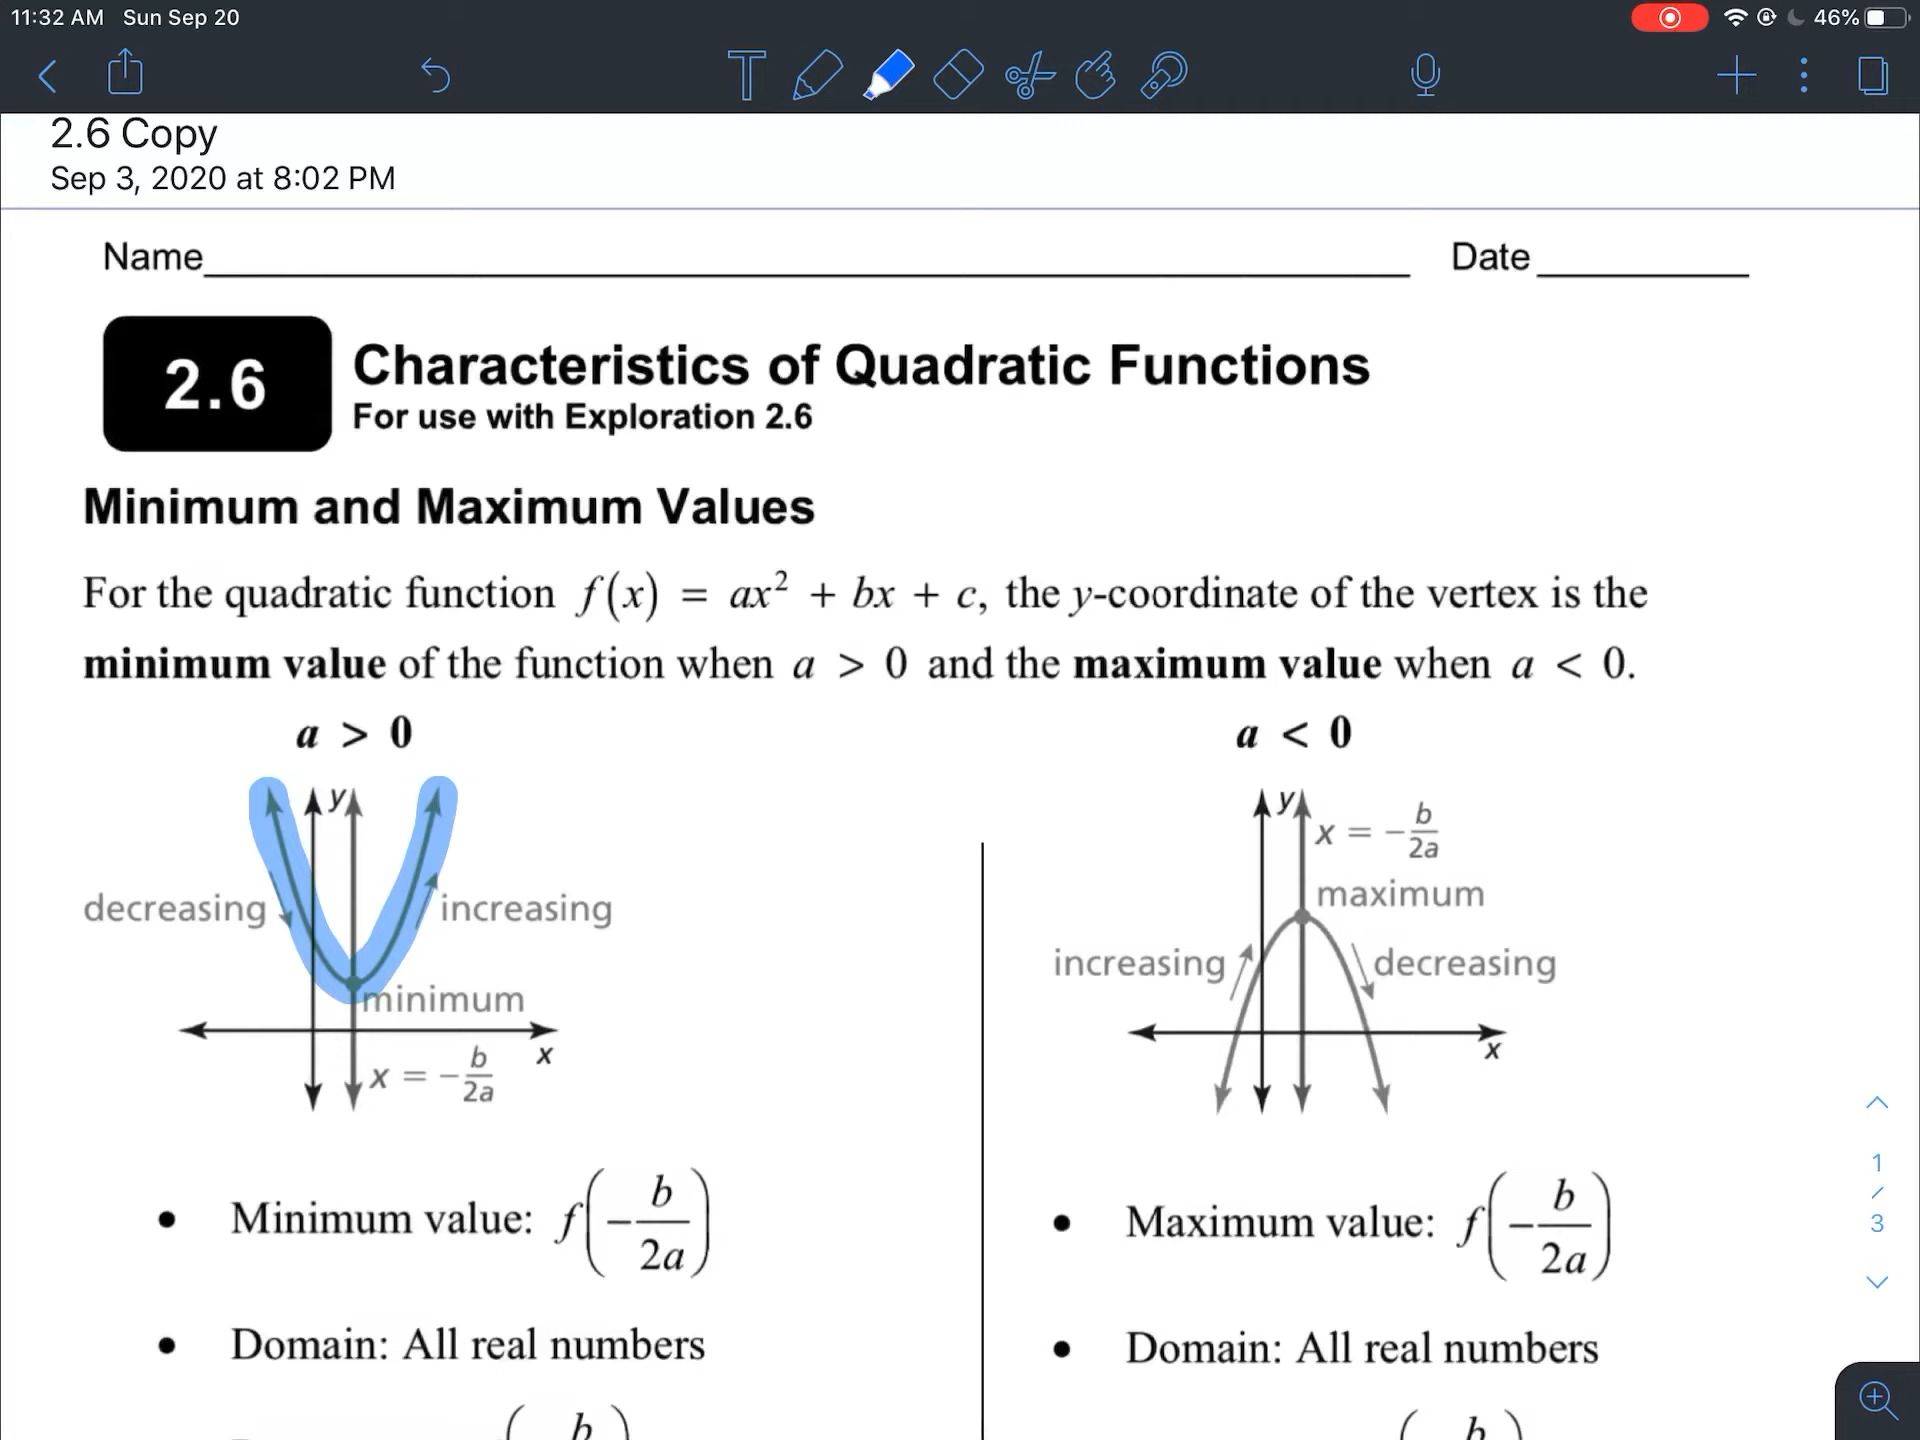 11:32 AM Sun Sep 20
46%
2.6 Copy
Sep 3, 2020 at 8:02 PM
Name Date
2.6
Characteristics of Quadratic Functions
For use with Exploration 2.6
Minimum and Maximum Values
For the quadratic function f(x) = ax² + bx + c, the y-coordinate of the vertex is the
minimum value of the function when a > 0 and the maximum value when a < 0.
a > 0
y
decreasing
increasing
minimum
x
x = -b/2a
• Minimum value: f(-b/2a)
• Domain: All real numbers
a < 0
y
x = -b/2a
maximum
increasing
decreasing
x
• Maximum value: f(-b/2a)
• Domain: All real numbers
1
/
3